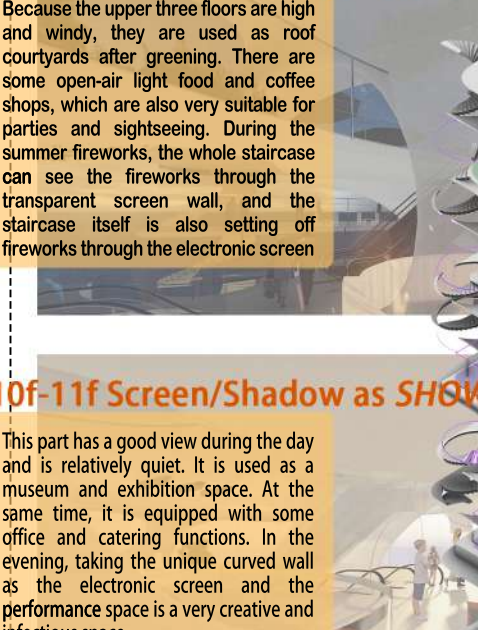 Because the upper three floors are high
and windy, they are used as roof
courtyards after greening. There are
some open-air light food and coffee
shops, which are also very suitable for
parties and sightseeing. During the
summer fireworks, the whole staircase
can see the fireworks through the
transparent screen wall, and the
staircase itself is also setting off
fireworks through the electronic screen
10f-11f Screen/Shadow as SHOW
This part has a good view during the day
and is relatively quiet. It is used as a
museum and exhibition space. At the
same time, it is equipped with some
office and catering functions. In the
evening, taking the unique curved wall
as the electronic screen and the
performance space is a very creative and